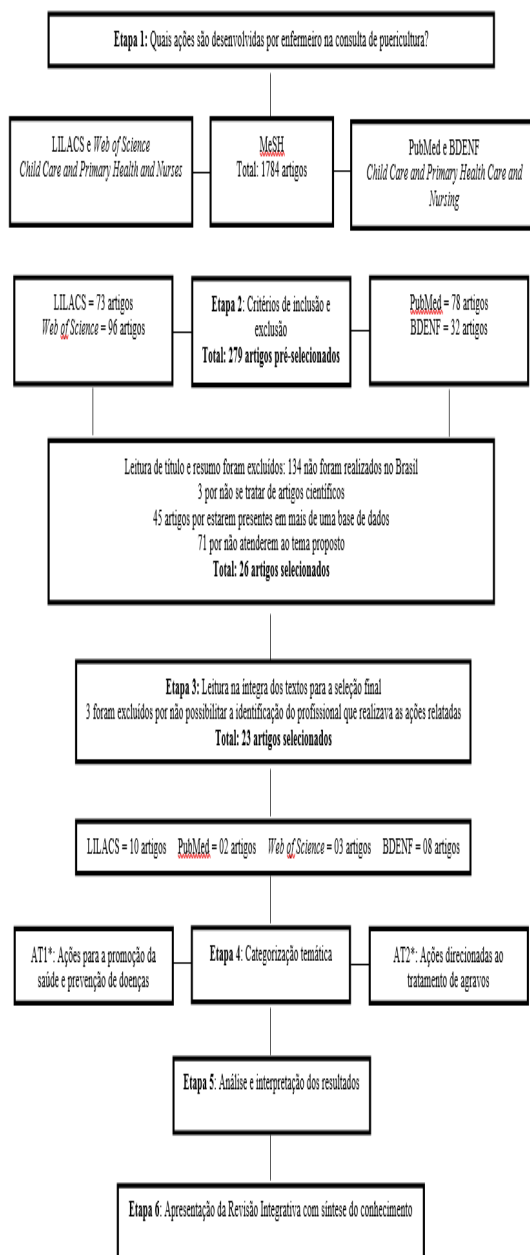 Etapa 1: Quais ações são desenvolvidas por enfermeiro na consulta de puericultura?
LILACS e Web of Science
Child Care and Primary Health and Nurses
MeSH
Total: 1784 artigos
PubMed e BDENF
Child Care and Primary Health Care and
Nursing
LILACS = 73 artigos
Web of Science = 96 artigos
Etapa 2: Critérios de inclusão e
exclusão
Total: 279 artigos pré-selecionados
PubMed = 78 artigos
BDENF = 32 artigos
Leitura de título e resumo foram excluídos: 134 não foram realizados no Brasil
3 por não se tratar de artigos científicos
45 artigos por estarem presentes em mais de uma base de dados
71 por não atenderem ao tema proposto
Total: 26 artigos selecionados
Etapa 3: Leitura na íntegra dos textos para a seleção final
3 foram excluídos por não possibilitar a identificação do profissional que realizava as ações relatadas
Total: 23 artigos selecionados
LILACS = 10 artigos PubMed = 02 artigos Web of Science = 03 artigos BDENF = 08 artigos
AT1*: Ações para a promoção da
saúde e prevenção de doenças
Etapa 4: Categorização temática
AT2*: Ações direcionadas ao
tratamento de agravos
Etapa 5: Análise e interpretação dos resultados
Etapa 6: Apresentação da Revisão Integrativa com síntese do conhecimento